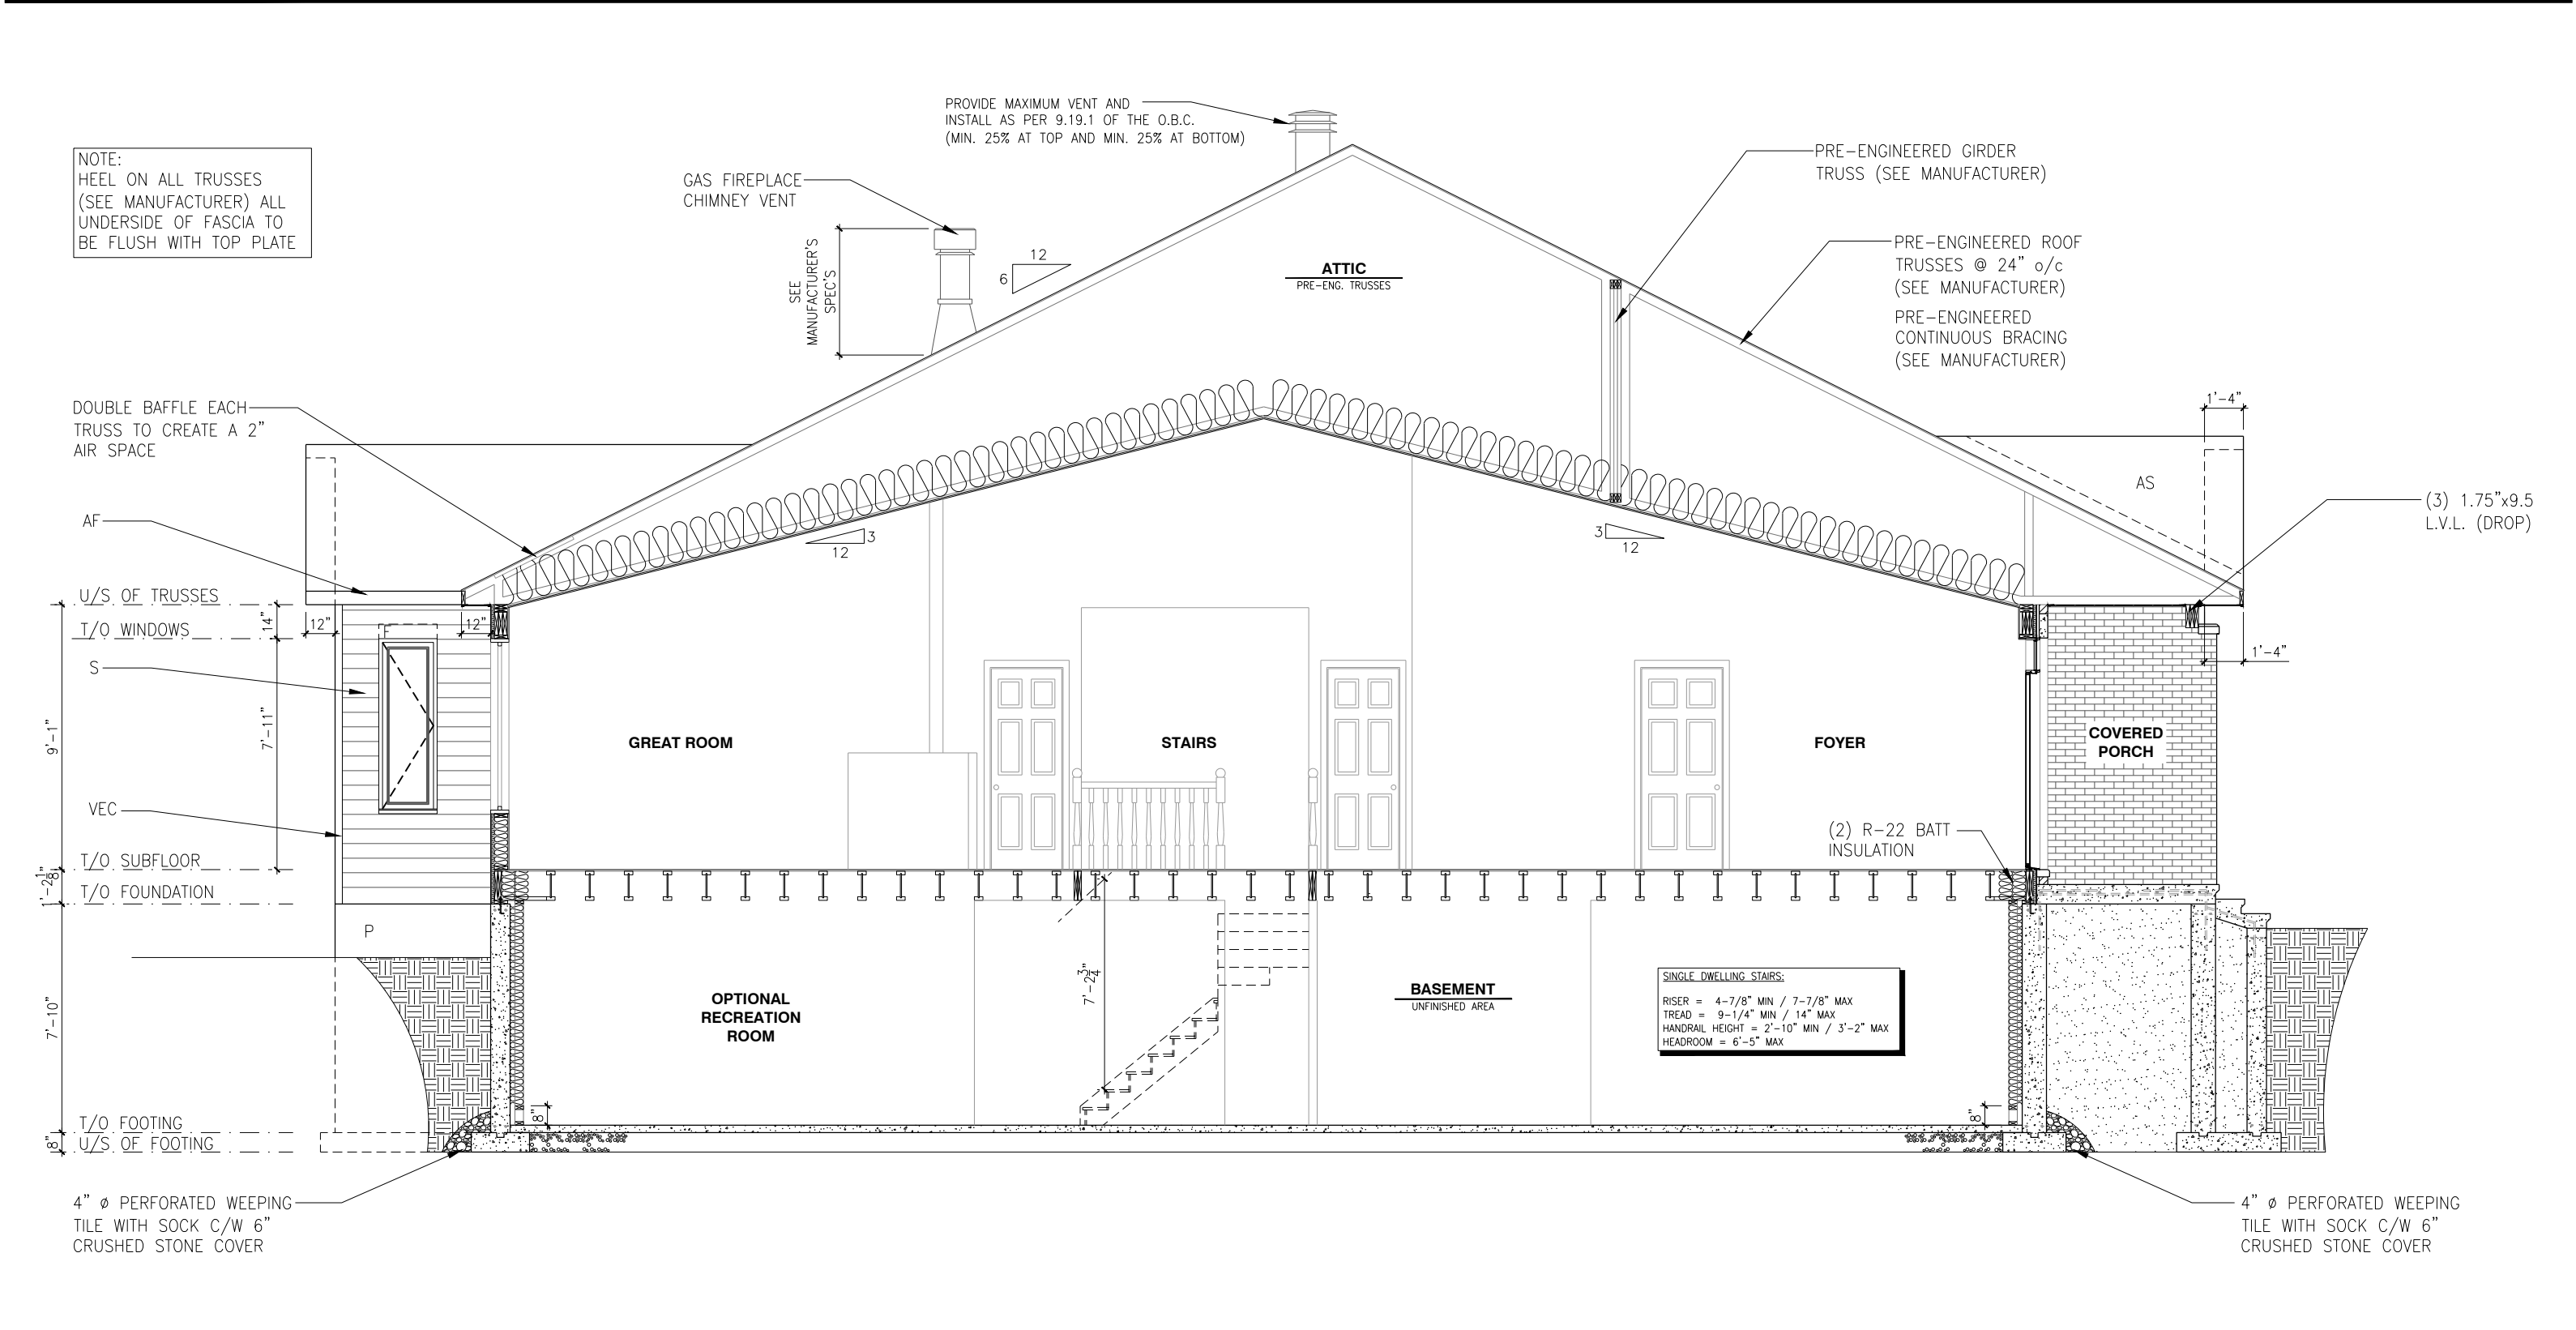 PROVIDE MAXIMUM VENT AND
INSTALL AS PER 9.19.1 OF THE O.B.C.
(MIN. 25% AT TOP AND MIN. 25% AT BOTTOM)
NOTE:
HEEL ON ALL TRUSSES
(SEE MANUFACTURER) ALL
UNDERSIDE OF FASCIA TO
BE FLUSH WITH TOP PLATE
GAS FIREPLACE
CHIMNEY VENT
SEE
MANUFACTURER'S
SPEC'S
12
6
ATTIC
PRE-ENG. TRUSSES
PRE-ENGINEERED GIRDER
TRUSS (SEE MANUFACTURER)
PRE-ENGINEERED ROOF
TRUSSES @ 24" o/c
(SEE MANUFACTURER)
PRE-ENGINEERED
CONTINUOUS BRACING
(SEE MANUFACTURER)
DOUBLE BAFFLE EACH
TRUSS TO CREATE A 2"
AIR SPACE
1'-4"
AS
(3) 1.75"x9.5
L.V.L. (DROP)
AF
3
12
3
12
U/S OF TRUSSES
T/O WINDOWS
14"
12"
12"
F
S
1'-4"
9'-1"
7'-11"
GREAT ROOM
STAIRS
FOYER
COVERED
PORCH
VEC
(2) R-22 BATT
INSULATION
T/O SUBFLOOR
1'-2 1/8"
T/O FOUNDATION
P
7'-10"
7'-2 3/4"
OPTIONAL
RECREATION
ROOM
BASEMENT
UNFINISHED AREA
SINGLE DWELLING STAIRS:
RISER = 4-7/8" MIN / 7-7/8" MAX
TREAD = 9-1/4" MIN / 14" MAX
HANDRAIL HEIGHT = 2'-10" MIN / 3'-2" MAX
HEADROOM = 6'-5" MAX
8"
8"
T/O FOOTING
8"
U/S OF FOOTING
4" ø PERFORATED WEEPING
TILE WITH SOCK C/W 6"
CRUSHED STONE COVER
4" ø PERFORATED WEEPING
TILE WITH SOCK C/W 6"
CRUSHED STONE COVER